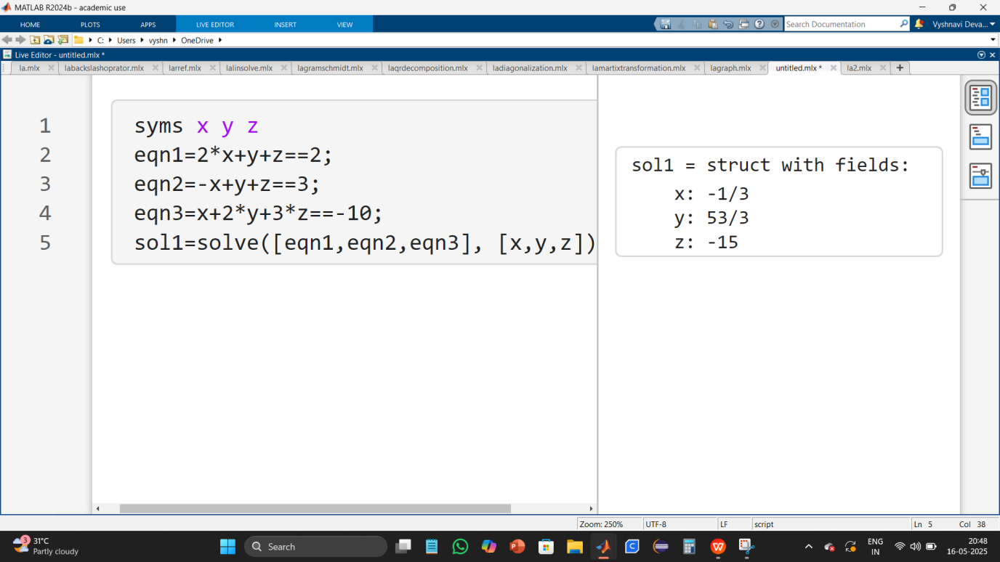 MATLAB R2024b - academic use
HOME PLOTS APPS LIVE EDITOR INSERT VIEW Search Documentation Vyshnavi Deva...
C: Users vyshn OneDrive
Live Editor - untitled.mlx *
la.mlx labackslashoprator.mlx larref.mlx lalinsolve.mlx lagramschmidt.mlx laqrdecomposition.mlx ladiagonalization.mlx lamartixtransformation.mlx lagraph.mlx untitled.mlx * la2.mlx +
1 syms x y z
2 eqn1=2*x+y+z==2;
3 eqn2=-x+y+z==3;
4 eqn3=x+2*y+3*z==-10;
5 sol1=solve([eqn1,eqn2,eqn3], [x,y,z])
sol1 = struct with fields:
x: -1/3
y: 53/3
z: -15
Zoom: 250% UTF-8 LF script Ln 5 Col 38
3 31°C
Partly cloudy
Search
ENG
IN
20:48
16-05-2025